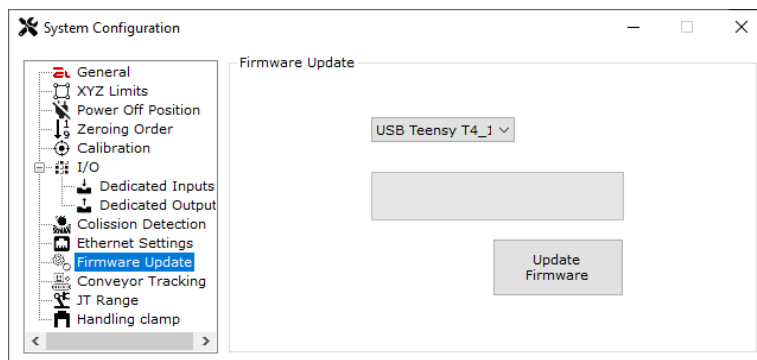 System Configuration
General
XYZ Limits
Power Off Position
Zeroing Order
Calibration
I/O
Dedicated Inputs
Dedicated Output
Colission Detection
Ethernet Settings
Firmware Update
Conveyor Tracking
JT Range
Handling clamp
Firmware Update
USB Teensy T4_1
Update
Firmware